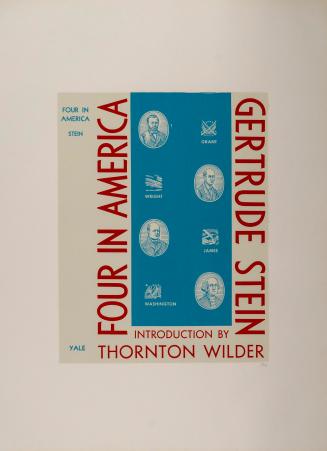 FOUR IN
AMERICA
STEIN
YALE
FOUR IN AMERICA
GRANT
WRIGHT
JAMES
WASHINGTON
GERTRUDE STEIN
INTRODUCTION BY
THORNTON WILDER